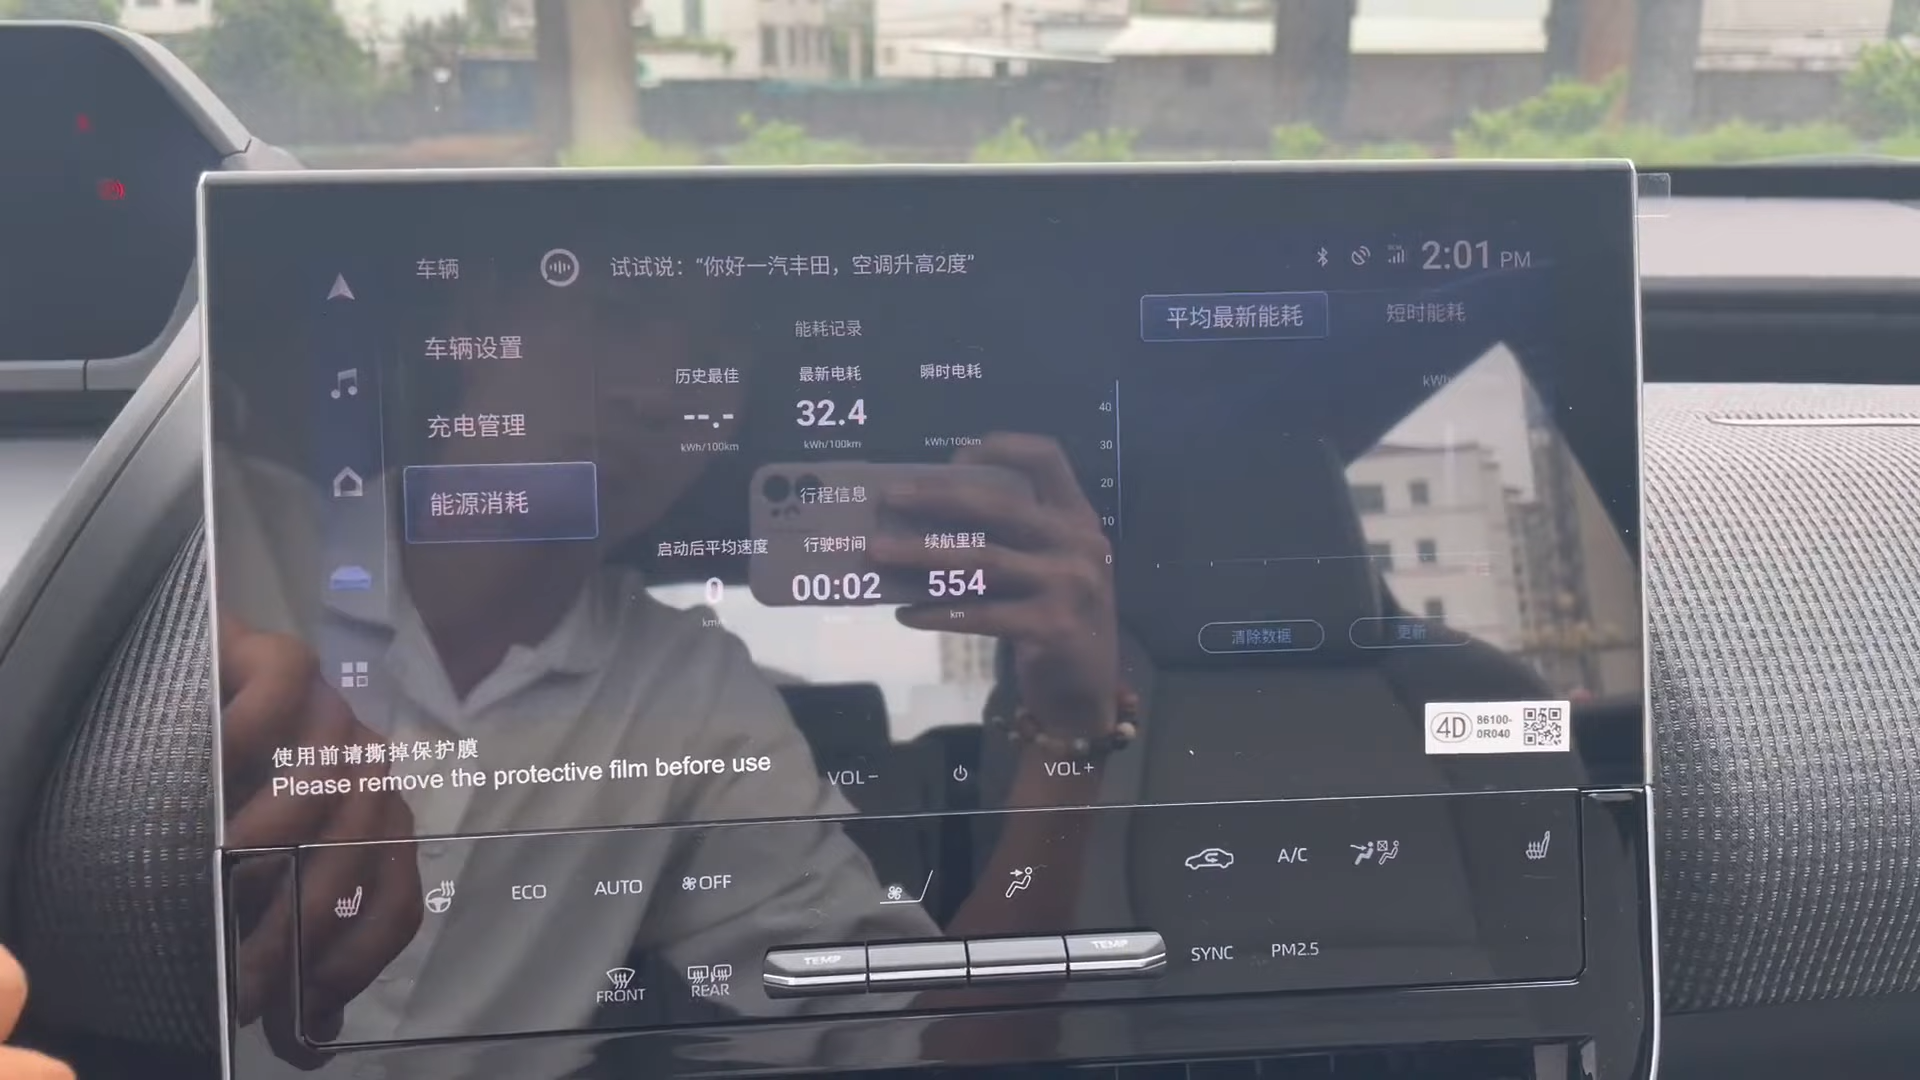 车辆
试试说：“你好一汽丰田，空调升高2度”
2:01 PM
车辆设置
充电管理
能源消耗
能耗记录
历史最佳 最新电耗 瞬时电耗
--.- 32.4
kWh/100km kWh/100km kWh/100km
行程信息
启动后平均速度 行驶时间 续航里程
0 00:02 554
km
平均最新能耗 短时能耗
40
30
20
10
0
清除数据 更新
4D 86100-
0R040
使用前请撕掉保护膜
Please remove the protective film before use
VOL− VOL+
ECO AUTO OFF A/C
TEMP TEMP
SYNC PM2.5
FRONT REAR